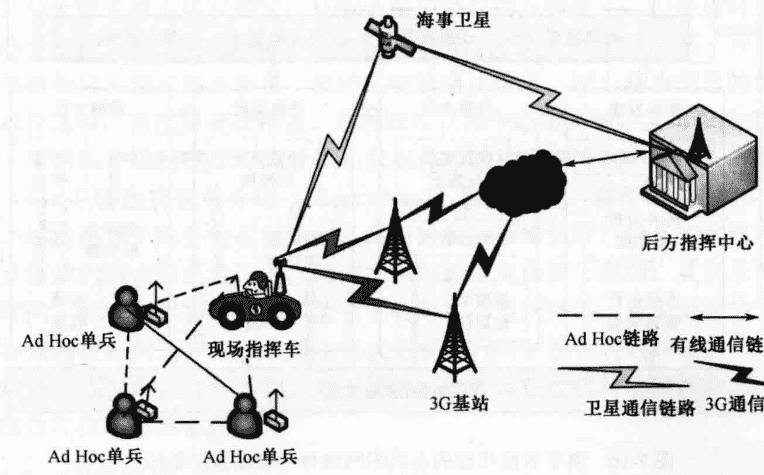 海事卫星
后方指挥中心
Ad Hoc单兵
现场指挥车
3G基站
Ad Hoc链路
有线通信链
卫星通信链路
3G通信
Ad Hoc单兵
Ad Hoc单兵